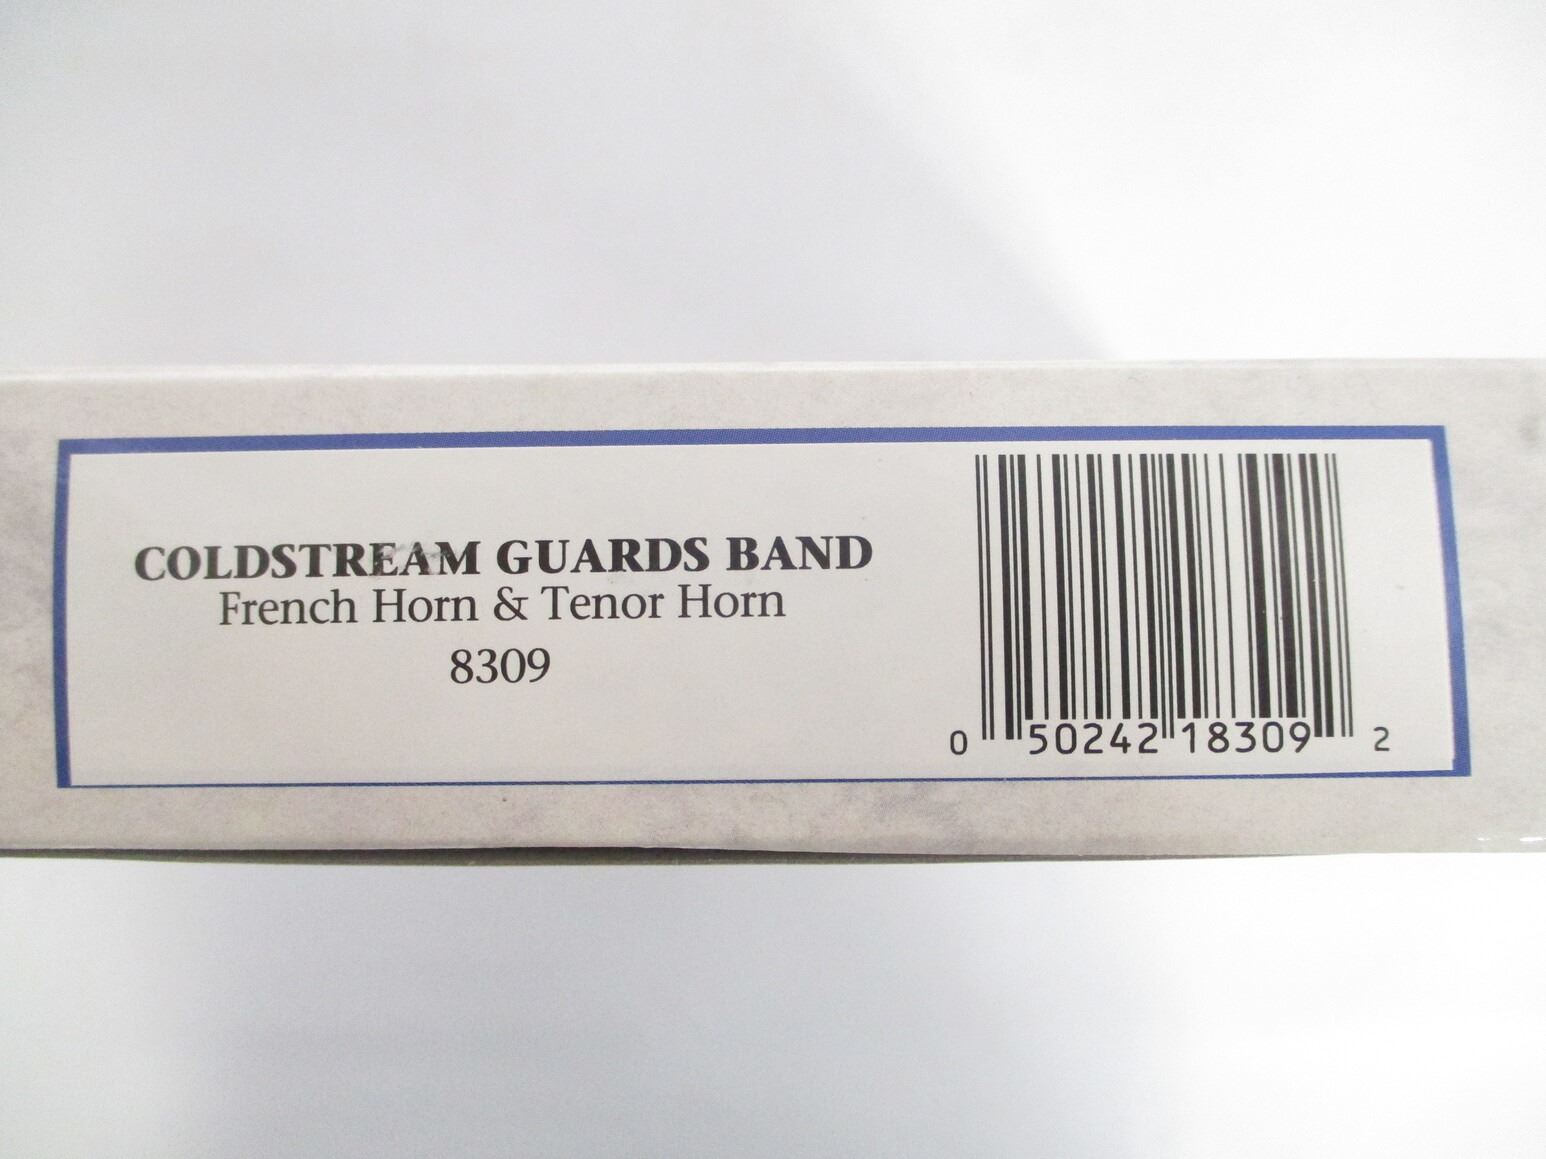 COLDSTREAM GUARDS BAND
French Horn & Tenor Horn
8309
0 50242 18309 2